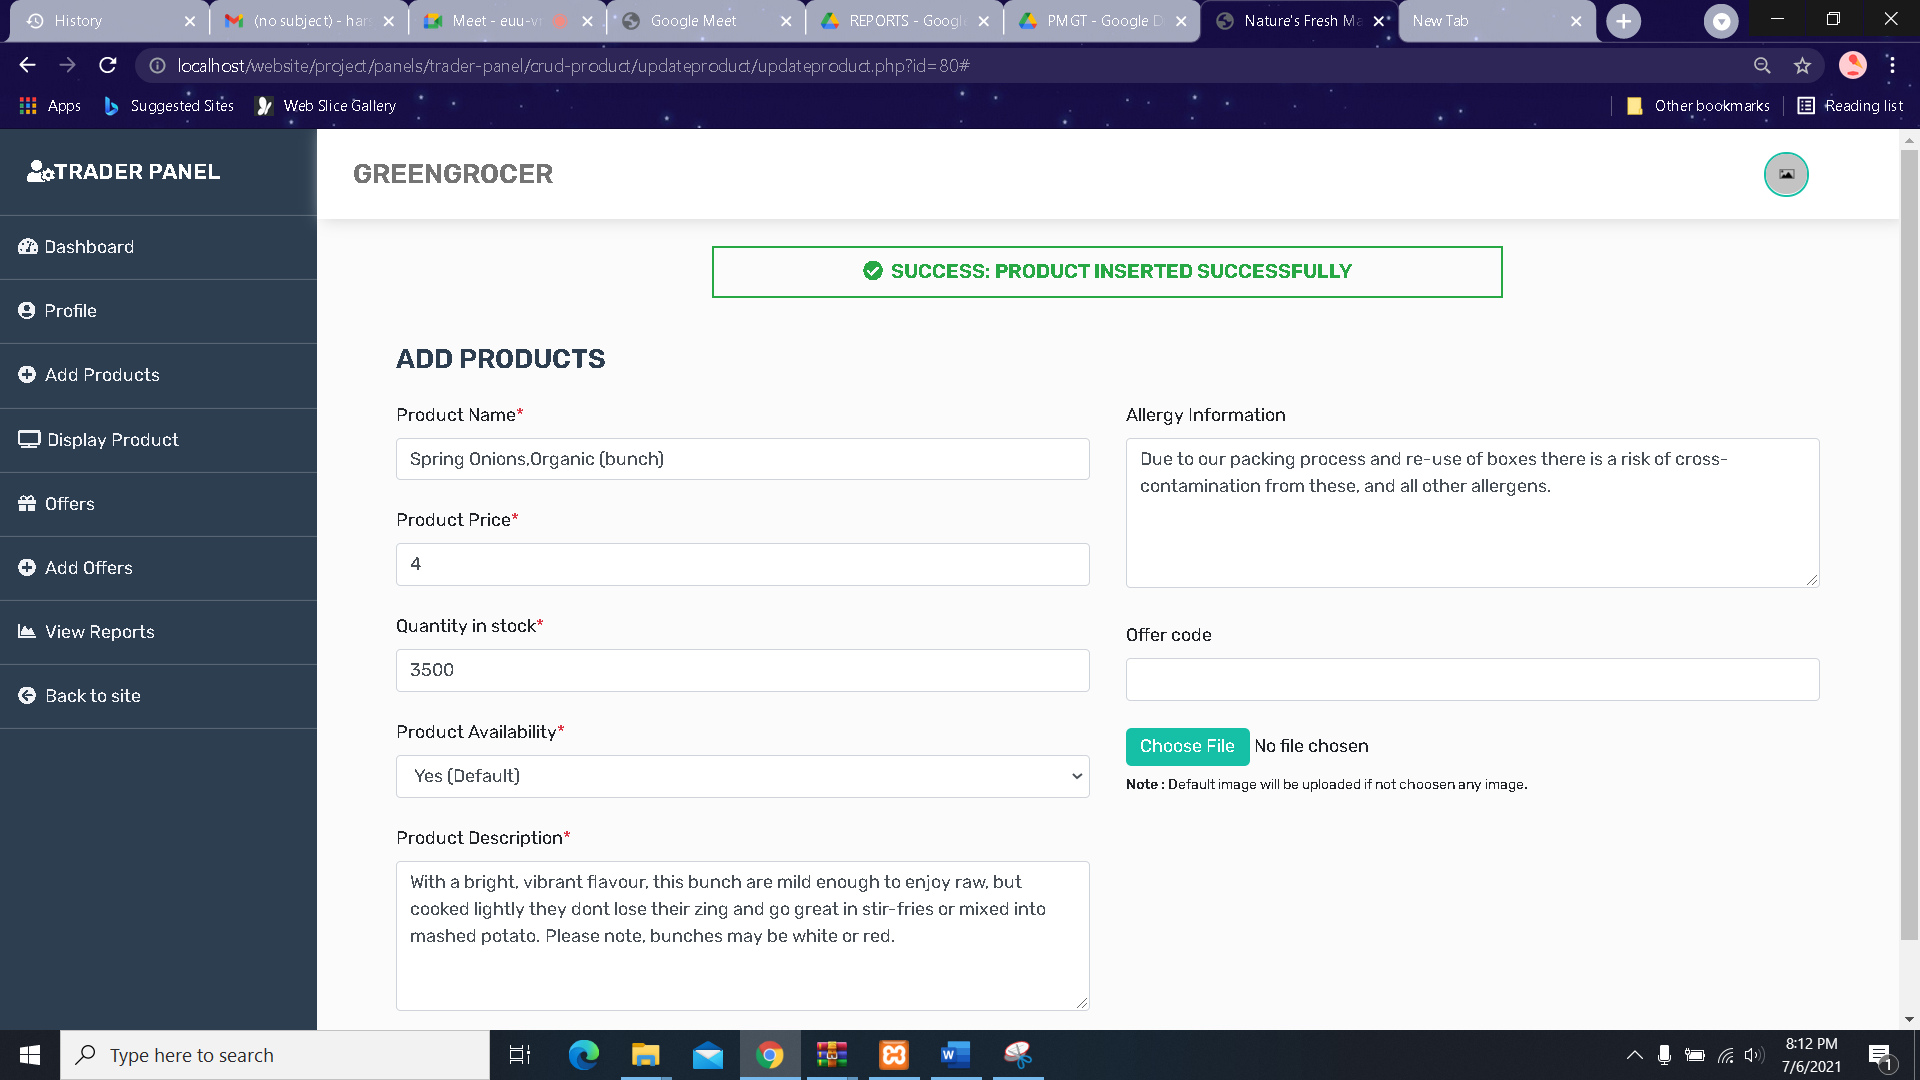 History
(no subject) - har
Meet - euu-vr
Google Meet
REPORTS - Google
PMGT - Google D
Nature's Fresh Ma
New Tab
localhost/website/project/panels/trader-panel/crud-product/updateproduct/updateproduct.php?id=80#
Apps
Suggested Sites
Web Slice Gallery
Other bookmarks
Reading list
TRADER PANEL
GREENGROCER
Dashboard
Profile
Add Products
Display Product
Offers
Add Offers
View Reports
Back to site
SUCCESS: PRODUCT INSERTED SUCCESSFULLY
ADD PRODUCTS
Product Name*
Spring Onions,Organic (bunch)
Product Price*
4
Quantity in stock*
3500
Product Availability*
Yes (Default)
Product Description*
With a bright, vibrant flavour, this bunch are mild enough to enjoy raw, but
cooked lightly they dont lose their zing and go great in stir-fries or mixed into
mashed potato. Please note, bunches may be white or red.
Allergy Information
Due to our packing process and re-use of boxes there is a risk of cross-
contamination from these, and all other allergens.
Offer code
Choose File No file chosen
Note : Default image will be uploaded if not choosen any image.
Type here to search
8:12 PM
7/6/2021
1